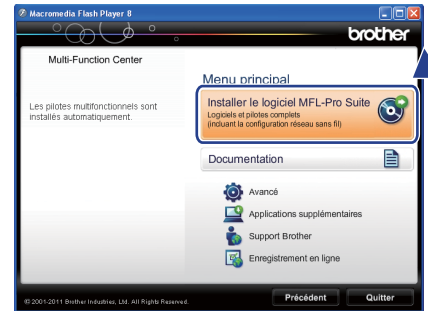 Macromedia Flash Player 8
brother
Multi-Function Center
Les pilotes multifonctionnels sont
installés automatiquement.
Menu principal
Installer le logiciel MFL-Pro Suite
Logiciels et pilotes complets
(incluant la configuration réseau sans fil)
Documentation
Avancé
Applications supplémentaires
Support Brother
Enregistrement en ligne
© 2001-2011 Brother Industries, Ltd. All Rights Reserved.
Précédent
Quitter